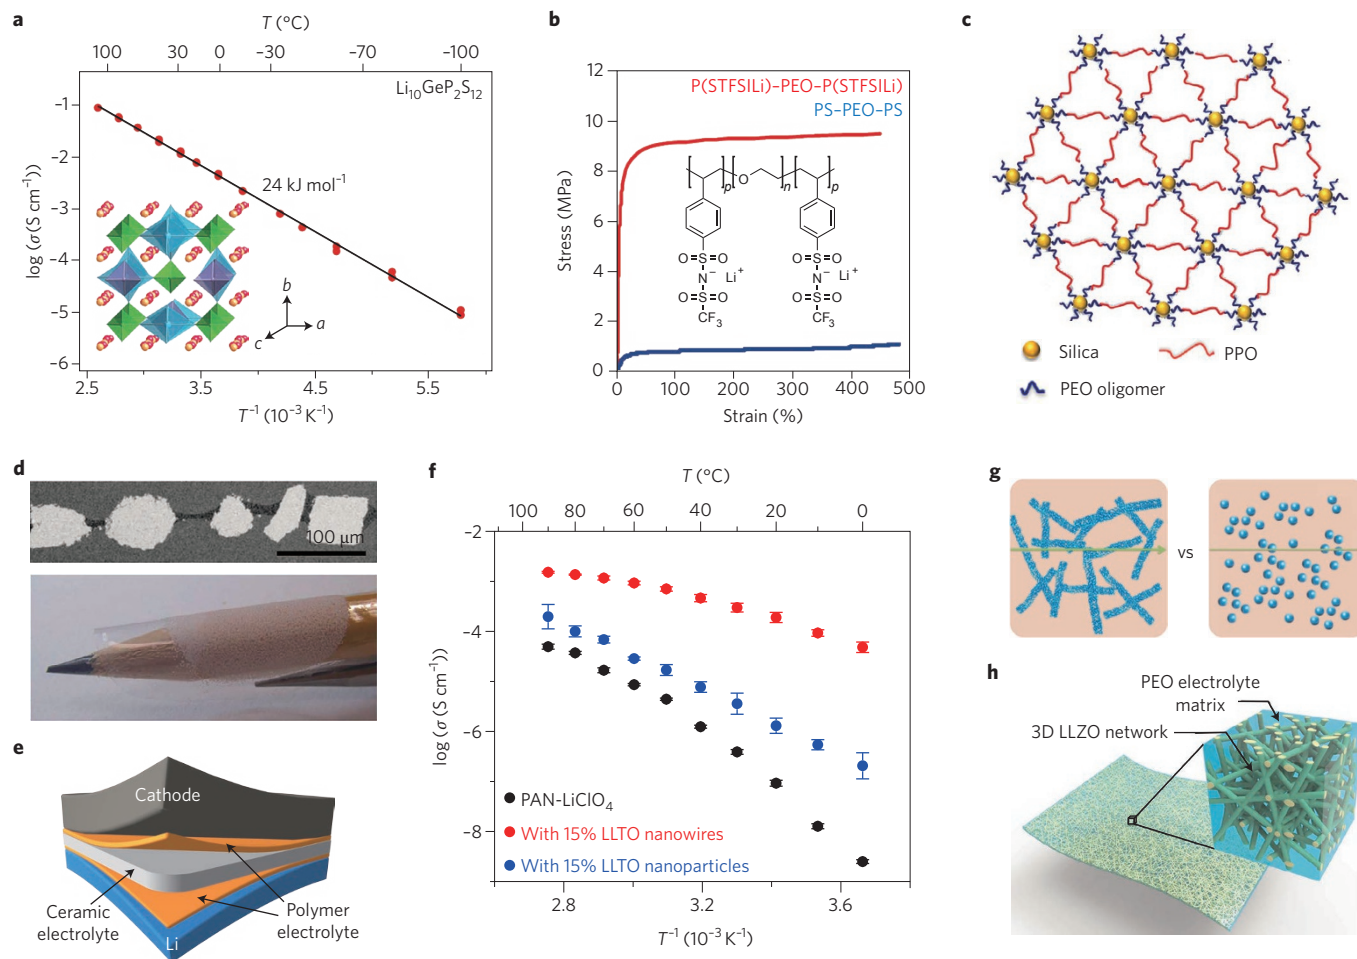 a
T (°C)
100 30 0 –30 –70 –100
Li₁₀GeP₂S₁₂
24 kJ mol⁻¹
log (σ (S cm⁻¹))
–1
–2
–3
–4
–5
–6
b
a
c
2.5 3.5 4.5 5.5
T⁻¹ (10⁻³ K⁻¹)
b
P(STFSILi)–PEO–P(STFSILi)
PS–PEO–PS
Stress (MPa)
12
10
8
6
4
2
0
[ ]p [ O ]n [ ]p
O=S=O O=S=O
N⁻ Li⁺ N⁻ Li⁺
O=S=O O=S=O
CF₃ CF₃
0 100 200 300 400 500
Strain (%)
c
Silica PPO
PEO oligomer
d
100 μm
e
Cathode
Ceramic
electrolyte
Li
Polymer
electrolyte
f
T (°C)
100 80 60 40 20 0
log (σ (S cm⁻¹))
–2
–4
–6
–8
PAN-LiClO₄
With 15% LLTO nanowires
With 15% LLTO nanoparticles
2.8 3.2 3.6
T⁻¹ (10⁻³ K⁻¹)
g
vs
h
PEO electrolyte
matrix
3D LLZO network